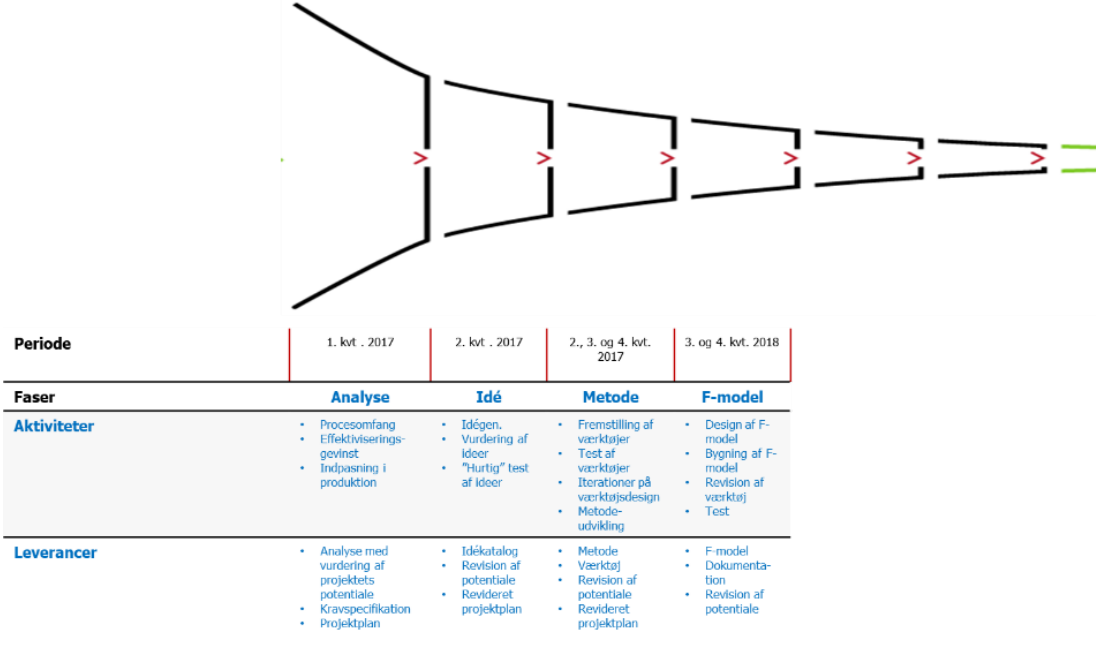 Periode
1. kvt . 2017
2. kvt . 2017
2., 3. og 4. kvt.
2017
3. og 4. kvt. 2018
Faser
Analyse
Idé
Metode
F-model
Aktiviteter
• Procesomfang
• Effektiviserings-
gevinst
• Indpasning i
produktion
• Idégen.
• Vurdering af
ideer
• "Hurtig" test
af ideer
• Fremstilling af
værktøjer
• Test af
værktøjer
• Iterationer på
værktøjsdesign
• Metode-
udvikling
• Design af F-
model
• Bygning af F-
model
• Revision af
værktøj
• Test
Leverancer
• Analyse med
vurdering af
projektets
potentiale
• Kravspecifikation
• Projektplan
• Idékatalog
• Revision af
potentiale
• Revideret
projektplan
• Metode
• Værktøj
• Revision af
potentiale
• Revideret
projektplan
• F-model
• Dokumenta-
tion
• Revision af
potentiale